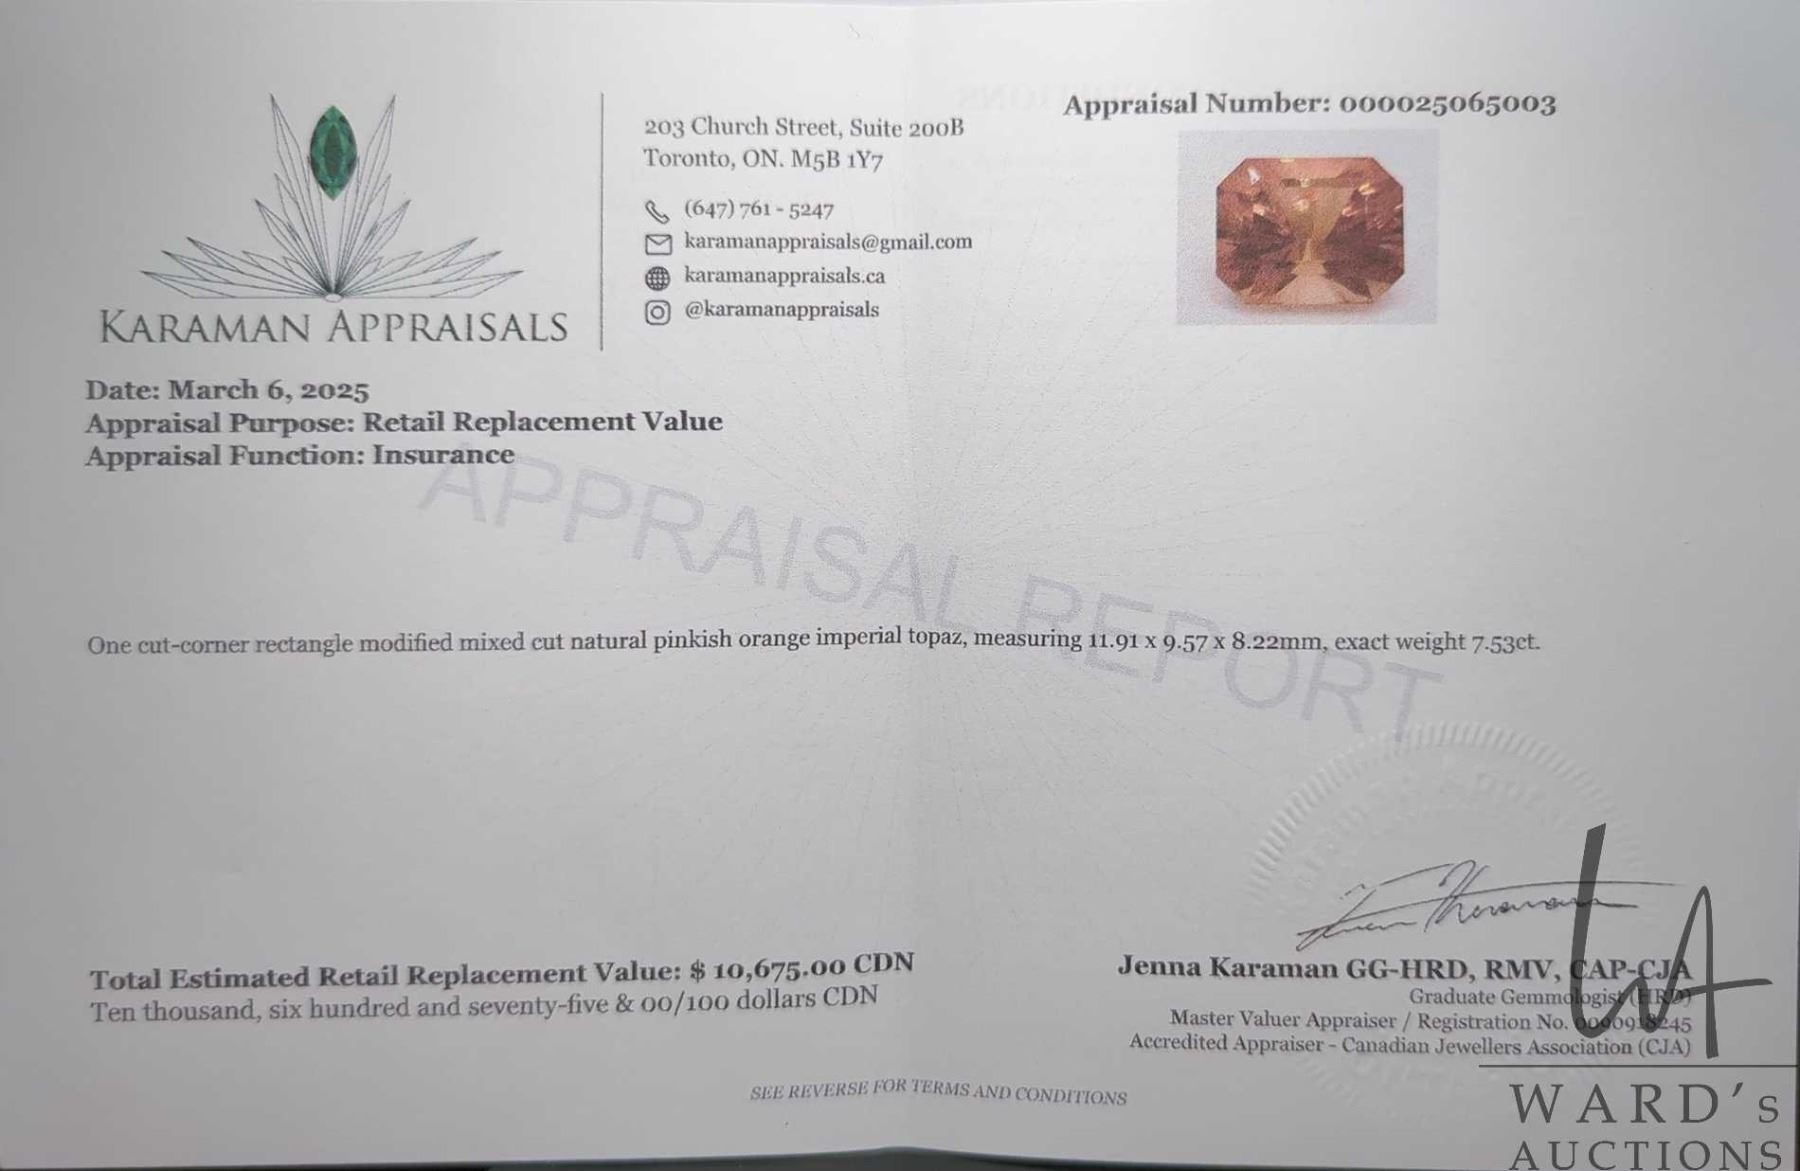 KARAMAN APPRAISALS
203 Church Street, Suite 200B
Toronto, ON. M5B 1Y7
(647) 761 - 5247
karamanappraisals@gmail.com
karamanappraisals.ca
@karamanappraisals
Appraisal Number: 000025065003
Date: March 6, 2025
Appraisal Purpose: Retail Replacement Value
Appraisal Function: Insurance
APPRAISAL REPORT
One cut-corner rectangle modified mixed cut natural pinkish orange imperial topaz, measuring 11.91 x 9.57 x 8.22mm, exact weight 7.53ct.
Total Estimated Retail Replacement Value: $ 10,675.00 CDN
Ten thousand, six hundred and seventy-five & 00/100 dollars CDN
Jenna Karaman GG-HRD, RMV, CAP-CJA
Graduate Gemmologist (HRD)
Master Valuer Appraiser / Registration No. 0090918245
Accredited Appraiser - Canadian Jewellers Association (CJA)
SEE REVERSE FOR TERMS AND CONDITIONS
WA
WARD's
AUCTIONS